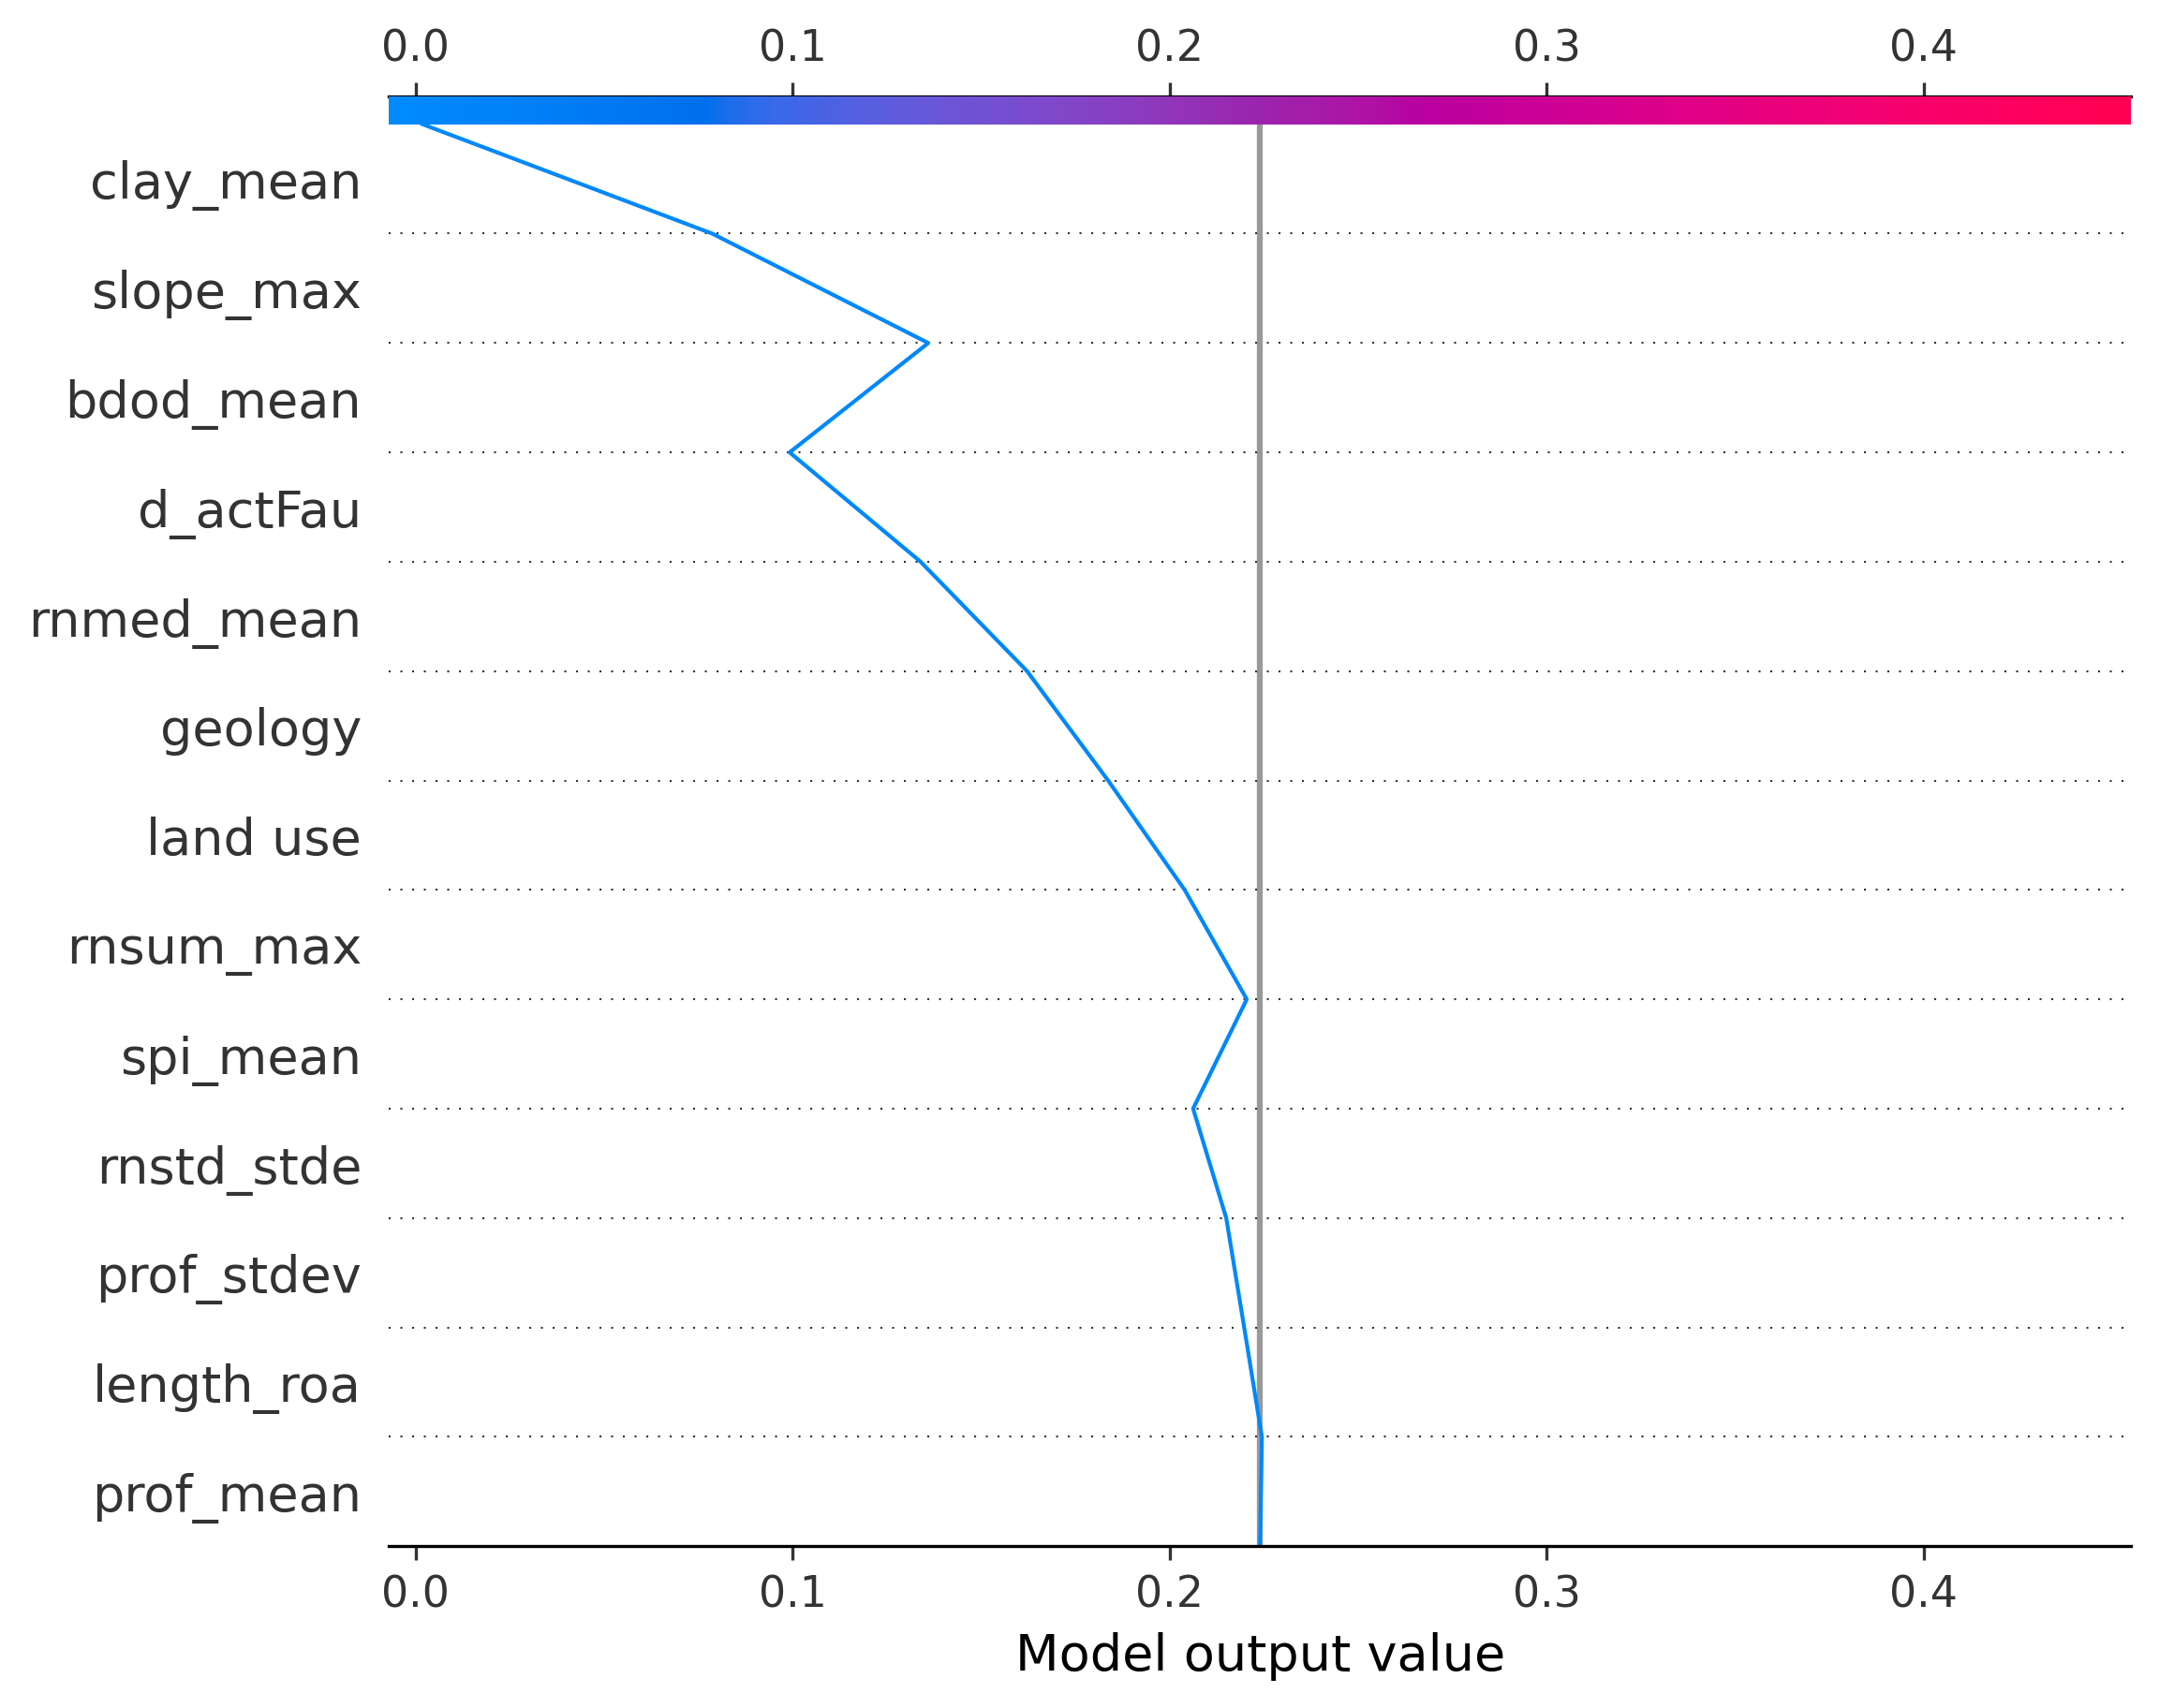 0.0 0.1 0.2 0.3 0.4
clay_mean
slope_max
bdod_mean
d_actFau
rnmed_mean
geology
land use
rnsum_max
spi_mean
rnstd_stde
prof_stdev
length_roa
prof_mean
0.0 0.1 0.2 0.3 0.4
Model output value